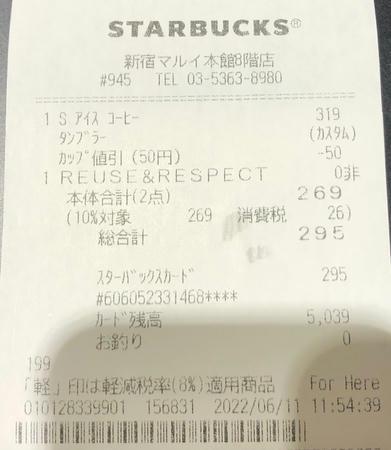 STARBUCKS®
新宿マルイ本館8階店
#945 TEL 03-5363-8980
1 S ｱｲｽ ｺｰﾋｰ 319
ﾀﾝﾌﾞﾗｰ (ｶｽﾀﾑ)
ｶｯﾌﾟ値引 (50円) -50
1 REUSE&RESPECT 0非
本体合計(2点) 269
(10%対象 269 消費税 26)
総合計 295
ｽﾀｰﾊﾞｯｸｽｶｰﾄﾞ 295
#606052331468****
ｶｰﾄﾞ残高 5,039
お釣り 0
199
「軽」印は軽減税率(8%)適用商品 For Here
010128339901 156831 2022/06/11 11:54:39